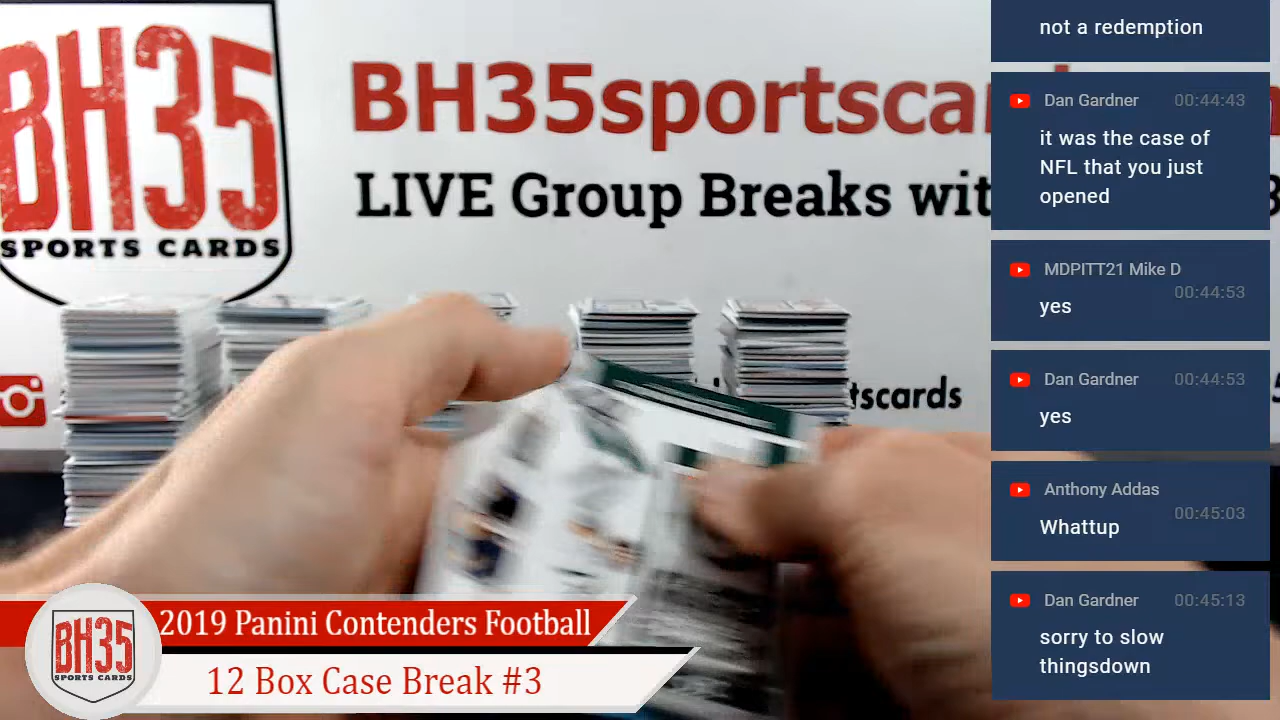 BH35
SPORTS CARDS
BH35sportscar
LIVE Group Breaks wit
tscards
2019 Panini Contenders Football
12 Box Case Break #3
BH35
SPORTS CARDS
not a redemption
Dan Gardner 00:44:43
it was the case of
NFL that you just
opened
MDPITT21 Mike D
00:44:53
yes
Dan Gardner 00:44:53
yes
Anthony Addas
00:45:03
Whattup
Dan Gardner 00:45:13
sorry to slow
thingsdown